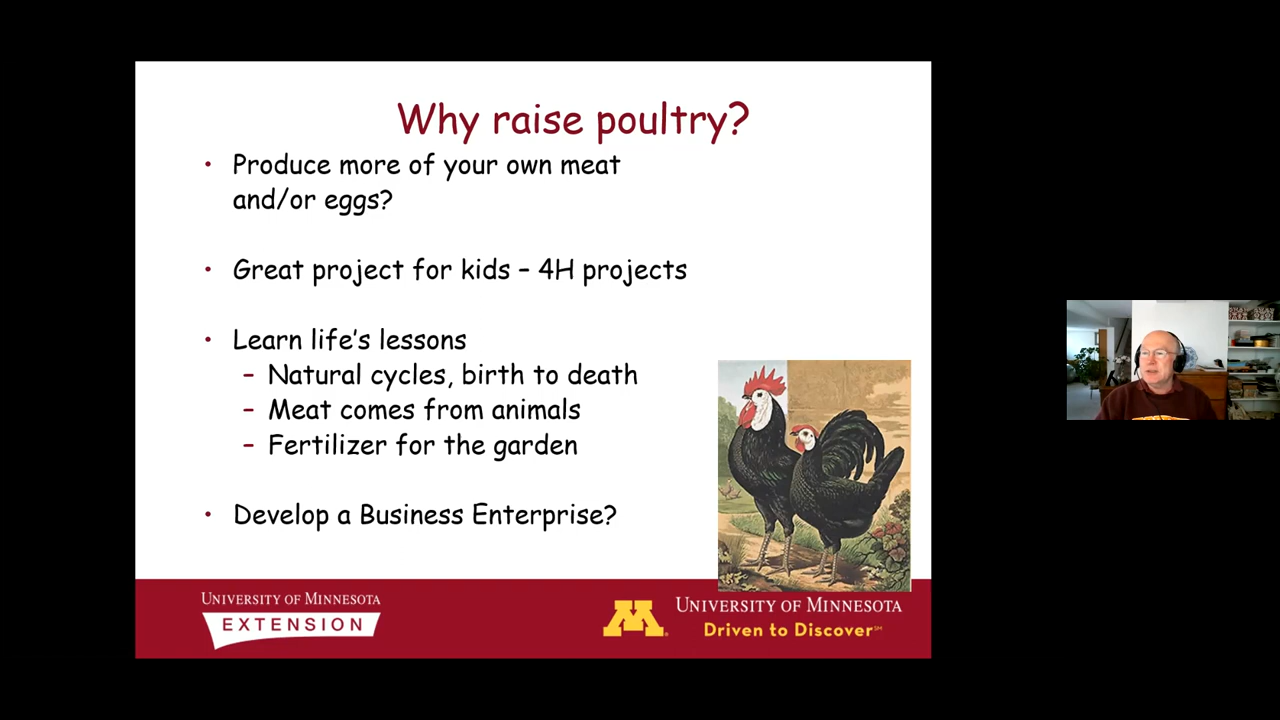 Why raise poultry?
• Produce more of your own meat
and/or eggs?
• Great project for kids – 4H projects
• Learn life's lessons
– Natural cycles, birth to death
– Meat comes from animals
– Fertilizer for the garden
• Develop a Business Enterprise?
UNIVERSITY OF MINNESOTA
EXTENSION
M
UNIVERSITY OF MINNESOTA
Driven to Discover℠